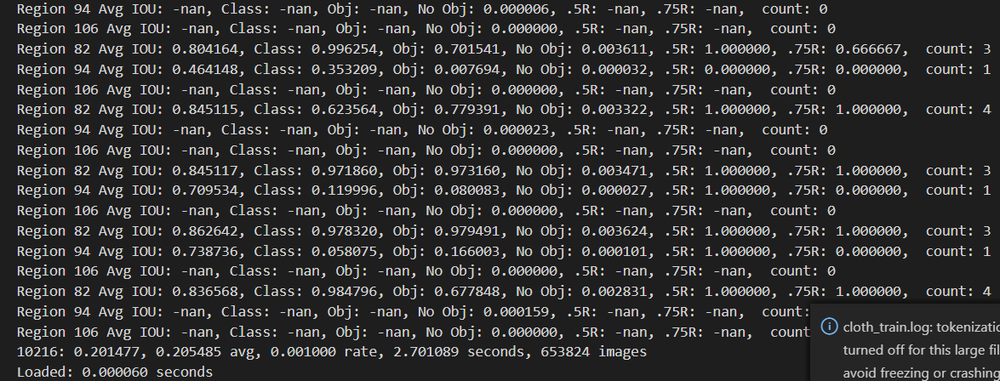 Region 94 Avg IOU: -nan, Class: -nan, Obj: -nan, No Obj: 0.000006, .5R: -nan, .75R: -nan,  count: 0
Region 106 Avg IOU: -nan, Class: -nan, Obj: -nan, No Obj: 0.000000, .5R: -nan, .75R: -nan,  count: 0
Region 82 Avg IOU: 0.804164, Class: 0.996254, Obj: 0.701541, No Obj: 0.003611, .5R: 1.000000, .75R: 0.666667,  count: 3
Region 94 Avg IOU: 0.464148, Class: 0.353209, Obj: 0.007694, No Obj: 0.000032, .5R: 0.000000, .75R: 0.000000,  count: 1
Region 106 Avg IOU: -nan, Class: -nan, Obj: -nan, No Obj: 0.000000, .5R: -nan, .75R: -nan,  count: 0
Region 82 Avg IOU: 0.845115, Class: 0.623564, Obj: 0.779391, No Obj: 0.003322, .5R: 1.000000, .75R: 1.000000,  count: 4
Region 94 Avg IOU: -nan, Class: -nan, Obj: -nan, No Obj: 0.000023, .5R: -nan, .75R: -nan,  count: 0
Region 106 Avg IOU: -nan, Class: -nan, Obj: -nan, No Obj: 0.000000, .5R: -nan, .75R: -nan,  count: 0
Region 82 Avg IOU: 0.845117, Class: 0.971860, Obj: 0.973160, No Obj: 0.003471, .5R: 1.000000, .75R: 1.000000,  count: 3
Region 94 Avg IOU: 0.709534, Class: 0.119996, Obj: 0.080083, No Obj: 0.000027, .5R: 1.000000, .75R: 0.000000,  count: 1
Region 106 Avg IOU: -nan, Class: -nan, Obj: -nan, No Obj: 0.000000, .5R: -nan, .75R: -nan,  count: 0
Region 82 Avg IOU: 0.862642, Class: 0.978320, Obj: 0.979491, No Obj: 0.003624, .5R: 1.000000, .75R: 1.000000,  count: 3
Region 94 Avg IOU: 0.738736, Class: 0.058075, Obj: 0.166003, No Obj: 0.000101, .5R: 1.000000, .75R: 0.000000,  count: 1
Region 106 Avg IOU: -nan, Class: -nan, Obj: -nan, No Obj: 0.000000, .5R: -nan, .75R: -nan,  count: 0
Region 82 Avg IOU: 0.836568, Class: 0.984796, Obj: 0.677848, No Obj: 0.002831, .5R: 1.000000, .75R: 1.000000,  count: 4
Region 94 Avg IOU: -nan, Class: -nan, Obj: -nan, No Obj: 0.000159, .5R: -nan, .75R: -nan,  count:
Region 106 Avg IOU: -nan, Class: -nan, Obj: -nan, No Obj: 0.000000, .5R: -nan, .75R: -nan,  count
10216: 0.201477, 0.205485 avg, 0.001000 rate, 2.701089 seconds, 653824 images
Loaded: 0.000060 seconds
cloth_train.log: tokenizatio
turned off for this large fil
avoid freezing or crashing